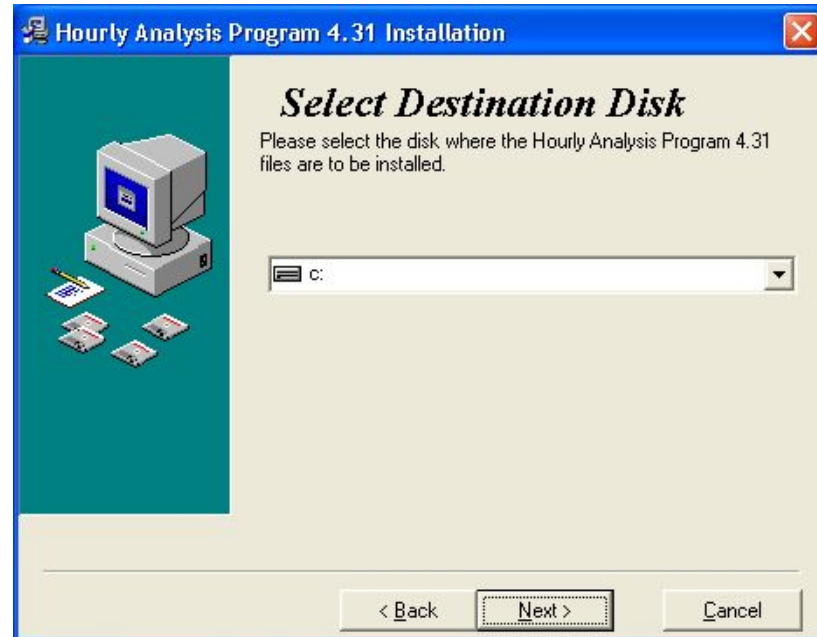 Hourly Analysis Program 4.31 Installation
Select Destination Disk
Please select the disk where the Hourly Analysis Program 4.31
files are to be installed.
c:
< Back
Next >
Cancel